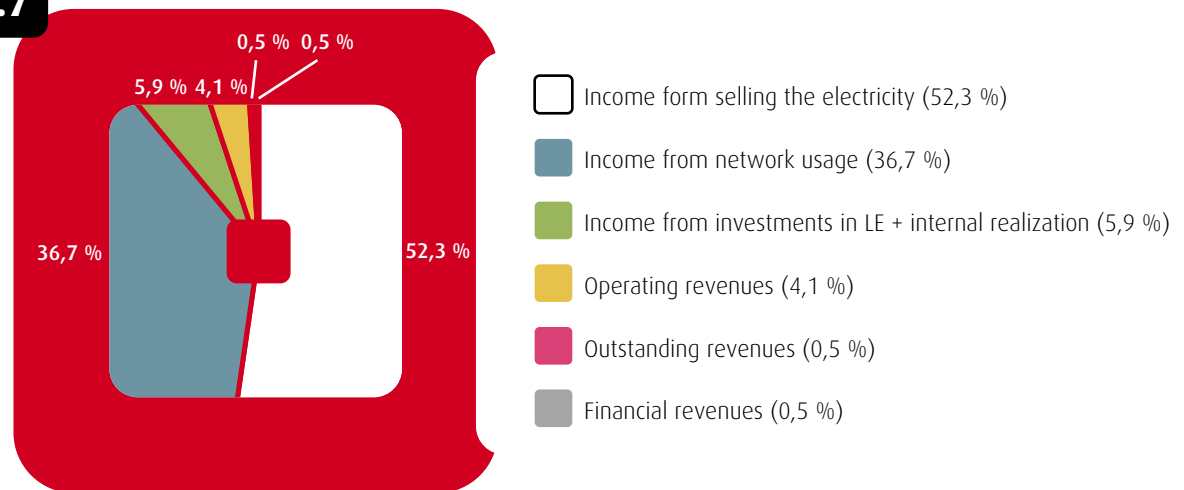 .7
0,5 % 0,5 %
5,9 % 4,1 %
36,7 %
52,3 %
Income form selling the electricity (52,3 %)
Income from network usage (36,7 %)
Income from investments in LE + internal realization (5,9 %)
Operating revenues (4,1 %)
Outstanding revenues (0,5 %)
Financial revenues (0,5 %)